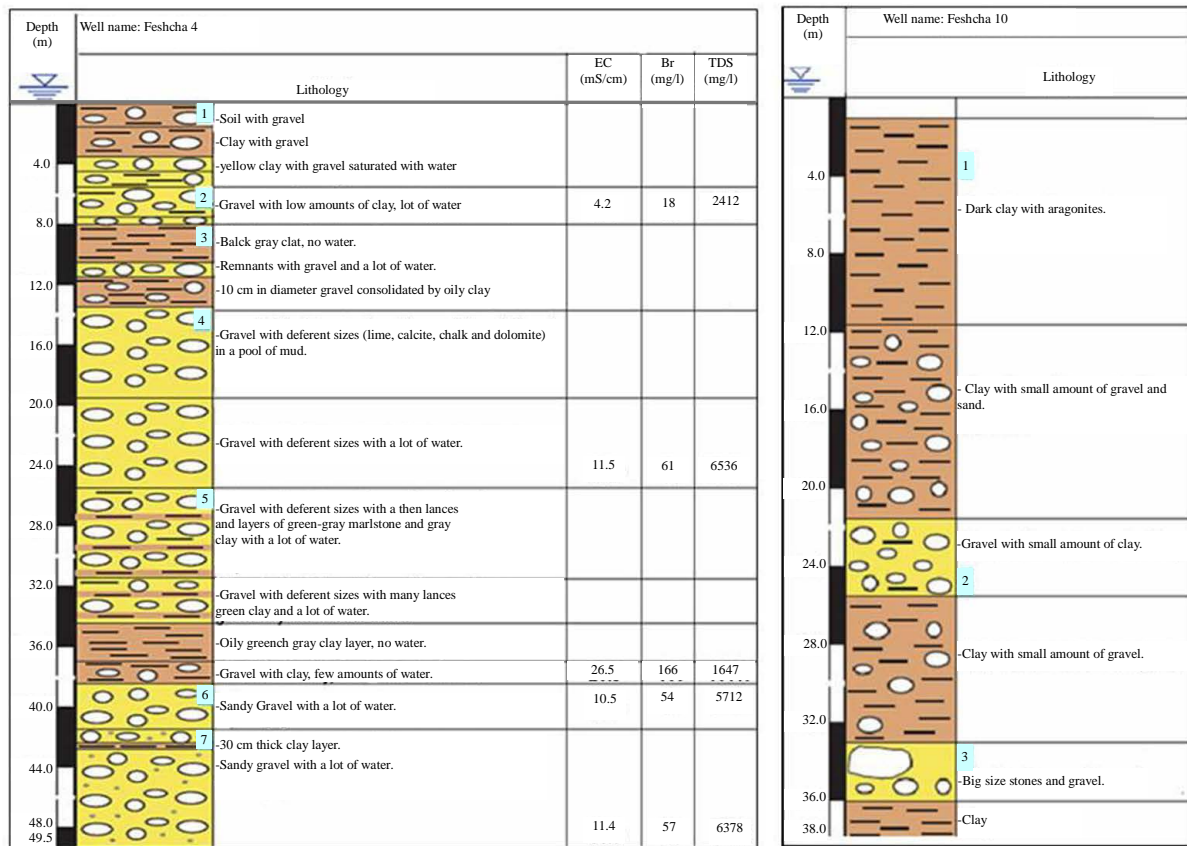 Depth
(m)
Well name: Feshcha 4
EC
(mS/cm)
Br
(mg/l)
TDS
(mg/l)
Lithology
1
-Soil with gravel
-Clay with gravel
4.0
-yellow clay with gravel saturated with water
2
-Gravel with low amounts of clay, lot of water
4.2
18
2412
8.0
3
-Balck gray clat, no water.
-Remnants with gravel and a lot of water.
12.0
-10 cm in diameter gravel consolidated by oily clay
4
-Gravel with deferent sizes (lime, calcite, chalk and dolomite)
in a pool of mud.
16.0
20.0
-Gravel with deferent sizes with a lot of water.
24.0
11.5
61
6536
5
-Gravel with deferent sizes with a then lances
and layers of green-gray marlstone and gray
clay with a lot of water.
28.0
32.0
-Gravel with deferent sizes with many lances
green clay and a lot of water.
36.0
-Oily greench gray clay layer, no water.
-Gravel with clay, few amounts of water.
26.5
166
1647
6
40.0
-Sandy Gravel with a lot of water.
10.5
54
5712
7
-30 cm thick clay layer.
44.0
-Sandy gravel with a lot of water.
48.0
49.5
11.4
57
6378
Depth
(m)
Well name: Feshcha 10
Lithology
1
4.0
- Dark clay with aragonites.
8.0
12.0
- Clay with small amount of gravel and
sand.
16.0
20.0
-Gravel with small amount of clay.
24.0
2
28.0
-Clay with small amount of gravel.
32.0
3
-Big size stones and gravel.
36.0
-Clay
38.0